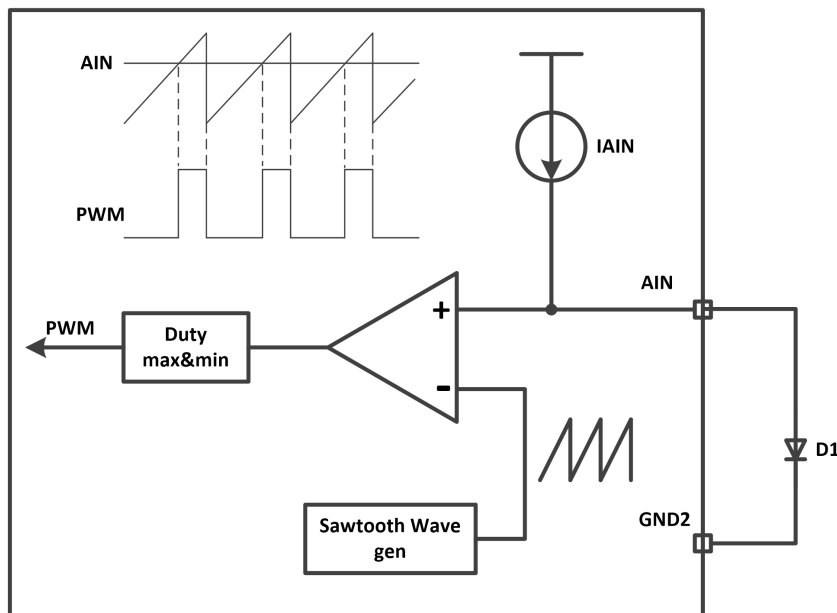 AIN
PWM
IAIN
AIN
+
-
PWM
Duty
max&min
D1
GND2
Sawtooth Wave
gen